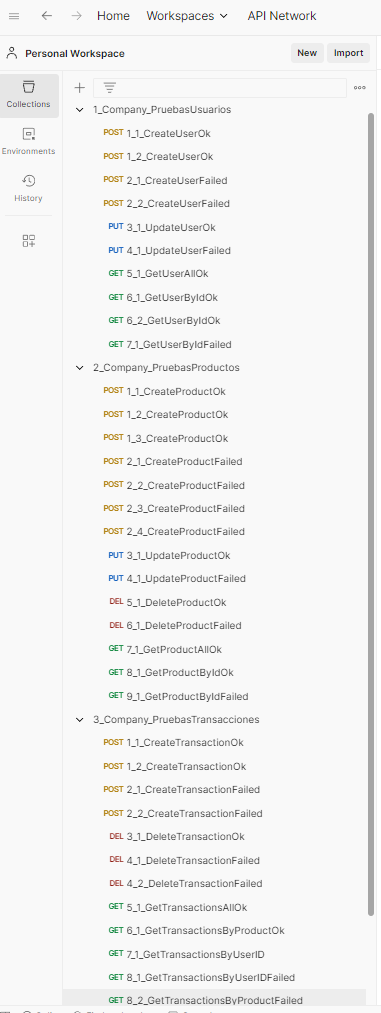 Home Workspaces API Network
Personal Workspace New Import
Collections
Environments
History
1_Company_PruebasUsuarios
POST 1_1_CreateUserOk
POST 1_2_CreateUserOk
POST 2_1_CreateUserFailed
POST 2_2_CreateUserFailed
PUT 3_1_UpdateUserOk
PUT 4_1_UpdateUserFailed
GET 5_1_GetUserAllOk
GET 6_1_GetUserByIdOk
GET 6_2_GetUserByIdOk
GET 7_1_GetUserByIdFailed
2_Company_PruebasProductos
POST 1_1_CreateProductOk
POST 1_2_CreateProductOk
POST 1_3_CreateProductOk
POST 2_1_CreateProductFailed
POST 2_2_CreateProductFailed
POST 2_3_CreateProductFailed
POST 2_4_CreateProductFailed
PUT 3_1_UpdateProductOk
PUT 4_1_UpdateProductFailed
DEL 5_1_DeleteProductOk
DEL 6_1_DeleteProductFailed
GET 7_1_GetProductAllOk
GET 8_1_GetProductByIdOk
GET 9_1_GetProductByIdFailed
3_Company_PruebasTransacciones
POST 1_1_CreateTransactionOk
POST 1_2_CreateTransactionOk
POST 2_1_CreateTransactionFailed
POST 2_2_CreateTransactionFailed
DEL 3_1_DeleteTransactionOk
DEL 4_1_DeleteTransactionFailed
DEL 4_2_DeleteTransactionFailed
GET 5_1_GetTransactionsAllOk
GET 6_1_GetTransactionsByProductOk
GET 7_1_GetTransactionsByUserID
GET 8_1_GetTransactionsByUserIDFailed
GET 8_2_GetTransactionsByProductFailed